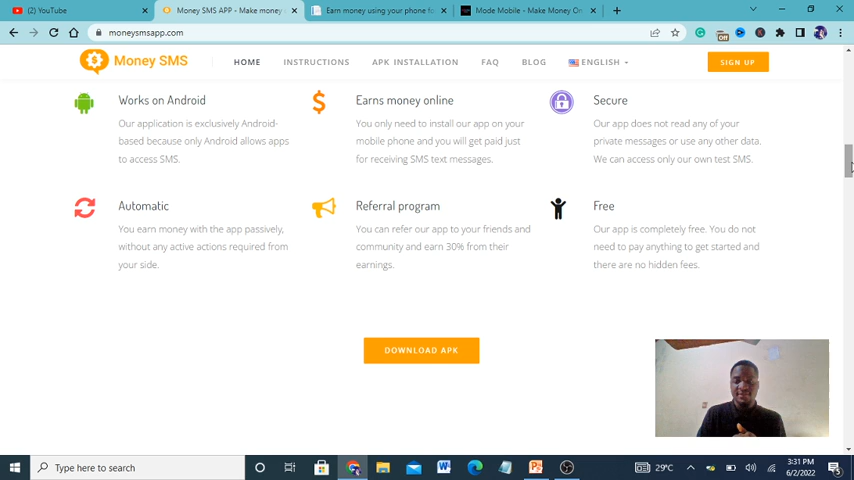 (2) YouTube
Money SMS APP - Make money
Earn money using your phone fo
Mode Mobile - Make Money On
moneysmsapp.com
Off
Money SMS
HOME
INSTRUCTIONS
APK INSTALLATION
FAQ
BLOG
ENGLISH
SIGN UP
Works on Android
Our application is exclusively Android-
based because only Android allows apps
to access SMS.
Earns money online
You only need to install our app on your
mobile phone and you will get paid just
for receiving SMS text messages.
Secure
Our app does not read any of your
private messages or use any other data.
We can access only our own test SMS.
Automatic
You earn money with the app passively,
without any active actions required from
your side.
Referral program
You can refer our app to your friends and
community and earn 30% from their
earnings.
Free
Our app is completely free. You do not
need to pay anything to get started and
there are no hidden fees.
DOWNLOAD APK
Type here to search
29°C
3:31 PM
6/2/2022